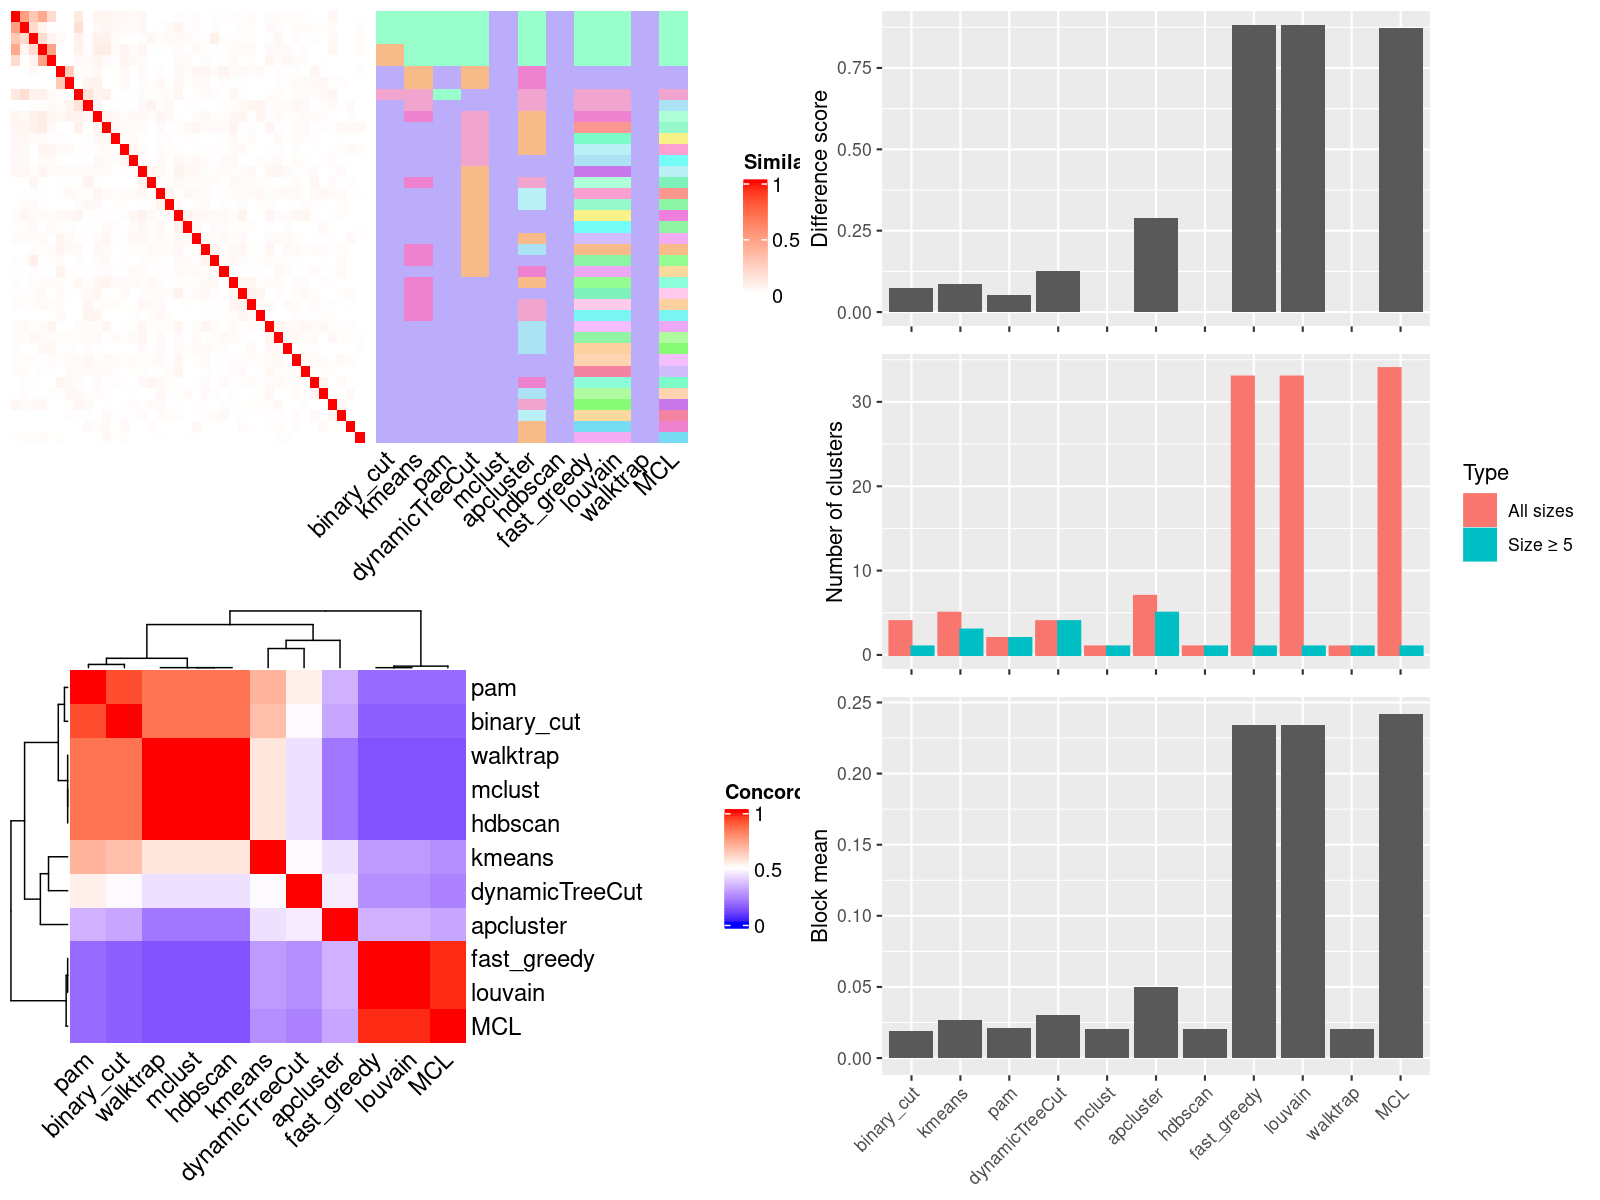 Simila
1
0.5
0
binary_cut
kmeans
pam
dynamicTreeCut
mclust
apcluster
hdbscan
fast_greedy
louvain
walktrap
MCL
Difference score
0.75
0.50
0.25
0.00
Number of clusters
30
20
10
0
Type
All sizes
Size ≥ 5
pam
binary_cut
walktrap
mclust
hdbscan
kmeans
dynamicTreeCut
apcluster
fast_greedy
louvain
MCL
pam
binary_cut
walktrap
mclust
hdbscan
kmeans
dynamicTreeCut
apcluster
fast_greedy
louvain
MCL
Concord
1
0.5
0
Block mean
0.25
0.20
0.15
0.10
0.05
0.00
binary_cut
kmeans
pam
dynamicTreeCut
mclust
apcluster
hdbscan
fast_greedy
louvain
walktrap
MCL